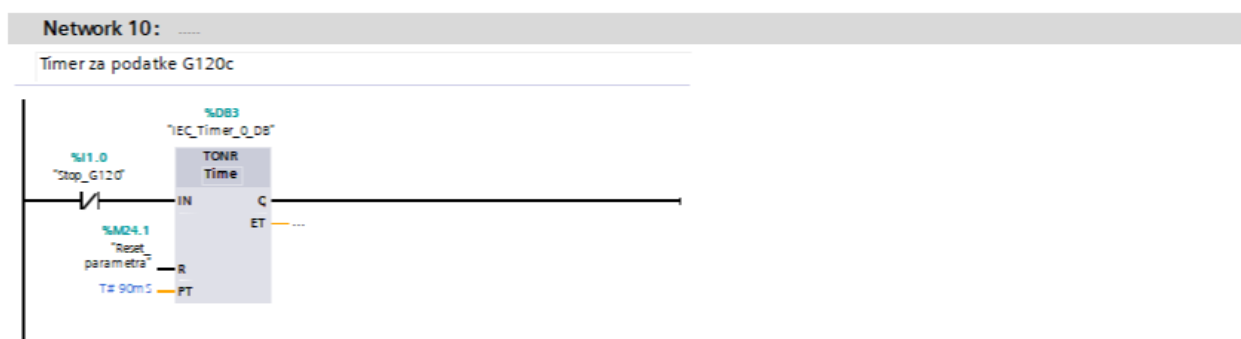 Network 10: .....
Timer za podatke G120c
%DB3
"IEC_Timer_0_DB"
%I1.0
"Stop_G120"
TONR
Time
IN
Q
ET
---
%M24.1
"Reset_
parametra"
R
T# 90mS
PT